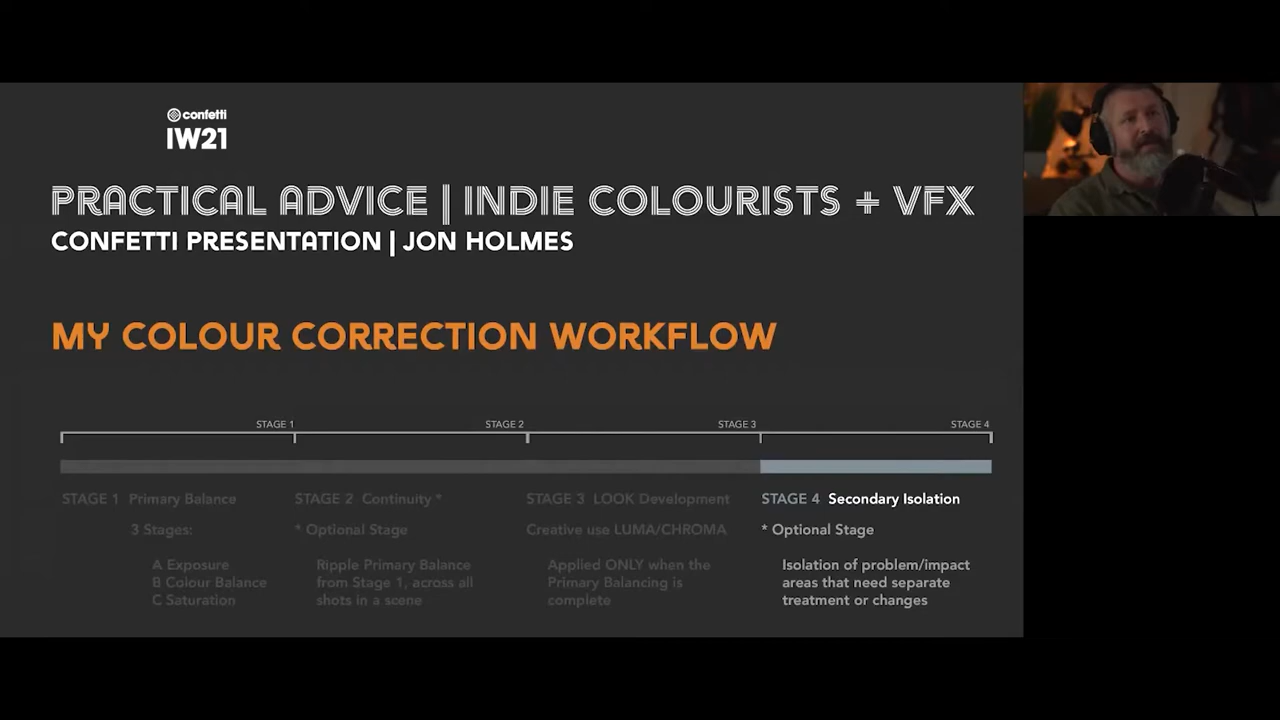 confetti
IW21
PRACTICAL ADVICE | INDIE COLOURISTS + VFX
CONFETTI PRESENTATION | JON HOLMES
MY COLOUR CORRECTION WORKFLOW
STAGE 1
STAGE 2
STAGE 3
STAGE 4
STAGE 1 Primary Balance
3 Stages:
A Exposure
B Colour Balance
C Saturation
STAGE 2 Continuity *
* Optional Stage
Ripple Primary Balance
from Stage 1, across all
shots in a scene
STAGE 3 LOOK Development
Creative use LUMA/CHROMA
Applied ONLY when the
Primary Balancing is
complete
STAGE 4 Secondary Isolation
* Optional Stage
Isolation of problem/impact
areas that need separate
treatment or changes